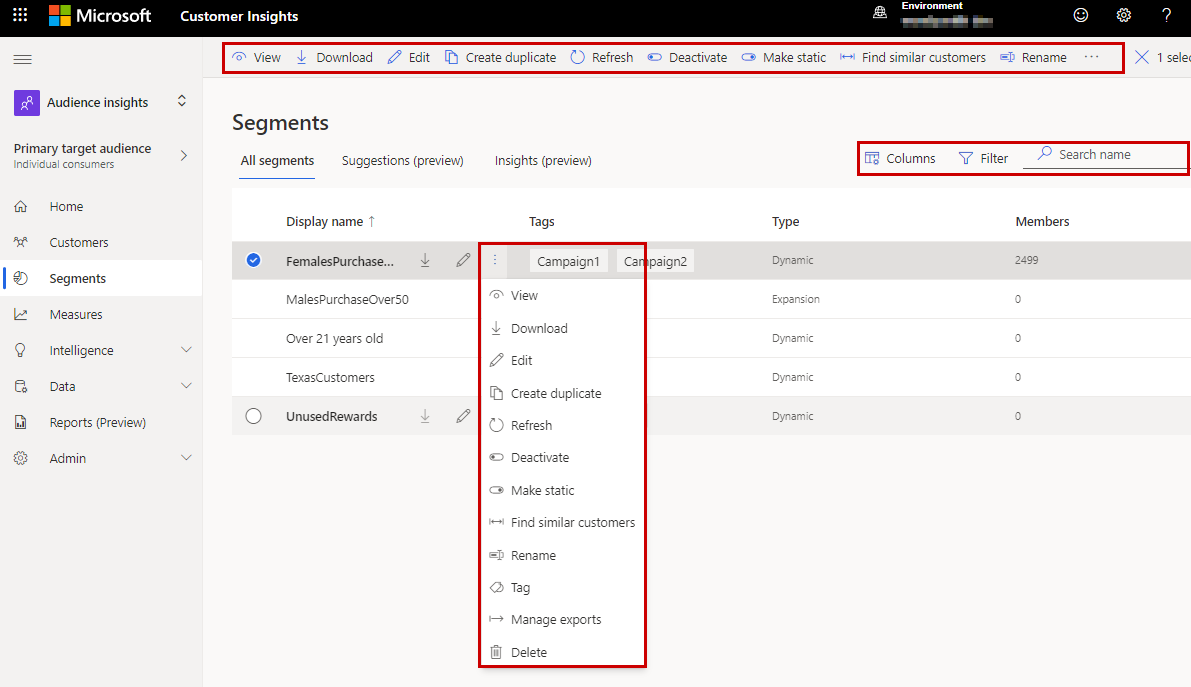 Microsoft Customer Insights
Environment
?
View Download Edit Create duplicate Refresh Deactivate Make static Find similar customers Rename ... 1 selec
Audience insights
Primary target audience
Individual consumers
Home
Customers
Segments
Measures
Intelligence
Data
Reports (Preview)
Admin
Segments
All segments Suggestions (preview) Insights (preview)
Columns Filter Search name
Display name ↑ Tags Type Members
FemalesPurchase... Campaign1 Campaign2 Dynamic 2499
MalesPurchaseOver50 Expansion 0
Over 21 years old Dynamic 0
TexasCustomers Dynamic 0
UnusedRewards Dynamic 0
View
Download
Edit
Create duplicate
Refresh
Deactivate
Make static
Find similar customers
Rename
Tag
Manage exports
Delete